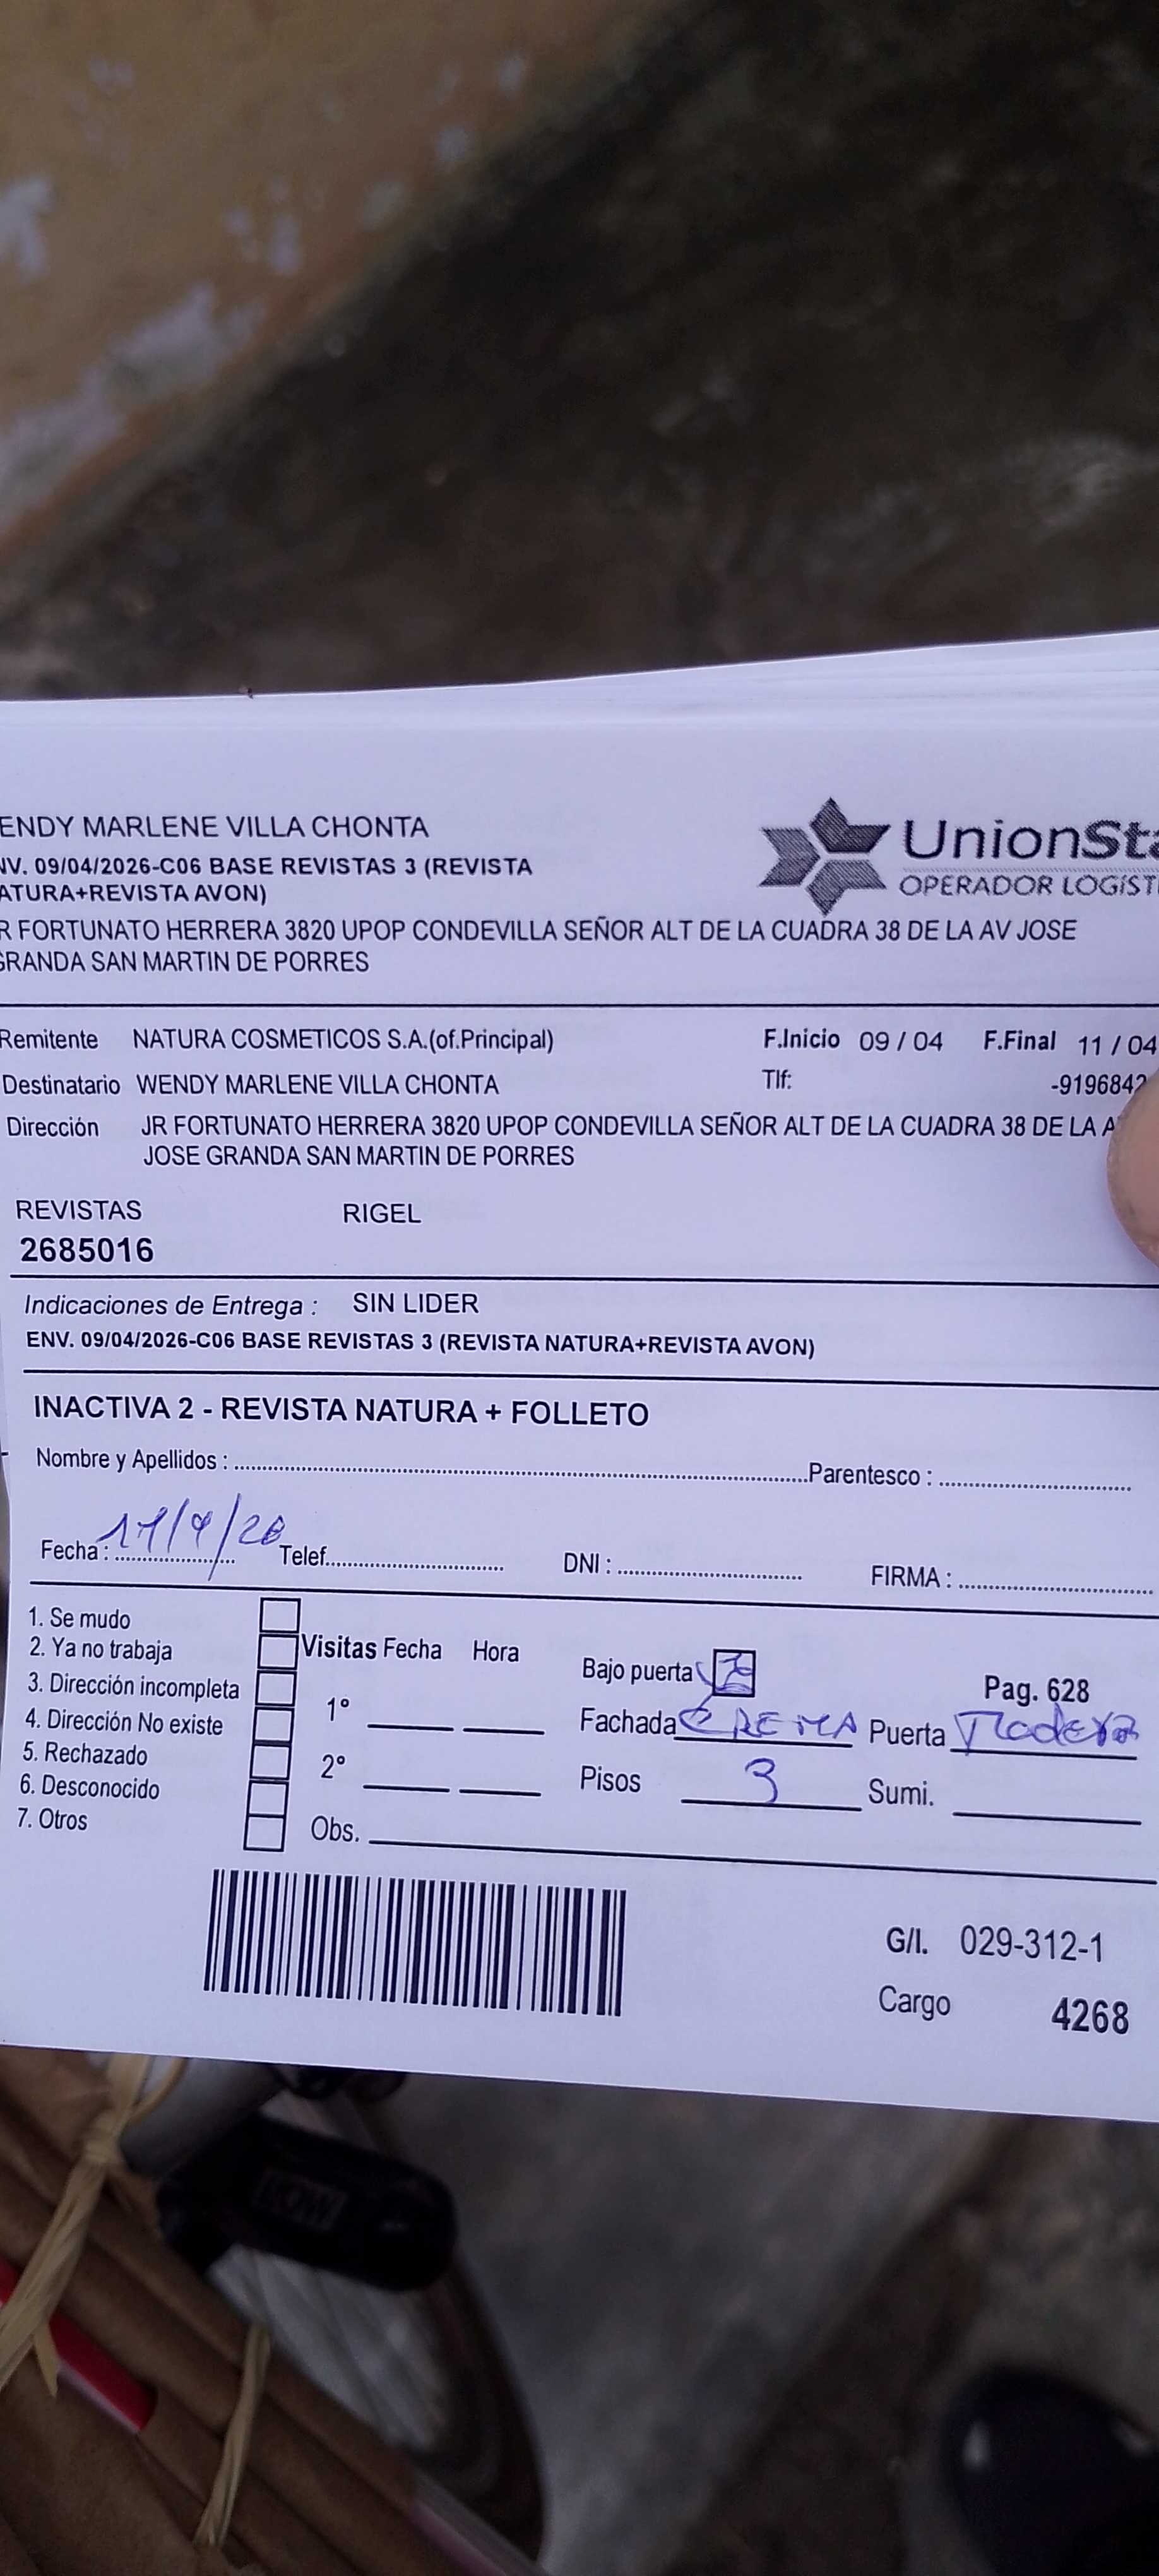 ENDY MARLENE VILLA CHONTA
NV. 09/04/2026-C06 BASE REVISTAS 3 (REVISTA
ATURA+REVISTA AVON)
R FORTUNATO HERRERA 3820 UPOP CONDEVILLA SEÑOR ALT DE LA CUADRA 38 DE LA AV JOSE
GRANDA SAN MARTIN DE PORRES
UnionSta
OPERADOR LOGÍST
Remitente NATURA COSMETICOS S.A.(of.Principal) F.Inicio 09 / 04 F.Final 11 / 04
Destinatario WENDY MARLENE VILLA CHONTA Tlf: -9196842
Dirección JR FORTUNATO HERRERA 3820 UPOP CONDEVILLA SEÑOR ALT DE LA CUADRA 38 DE LA A
JOSE GRANDA SAN MARTIN DE PORRES
REVISTAS RIGEL
2685016
Indicaciones de Entrega : SIN LIDER
ENV. 09/04/2026-C06 BASE REVISTAS 3 (REVISTA NATURA+REVISTA AVON)
INACTIVA 2 - REVISTA NATURA + FOLLETO
Nombre y Apellidos : Parentesco :
Fecha : Telef. DNI : FIRMA :
1. Se mudo
2. Ya no trabaja
3. Dirección incompleta
4. Dirección No existe
5. Rechazado
6. Desconocido
7. Otros
Visitas Fecha Hora
1°
2°
Obs.
Bajo puerta
Pag. 628
Fachada CREMA Puerta Madera
Pisos 3 Sumi.
G/I. 029-312-1
Cargo 4268